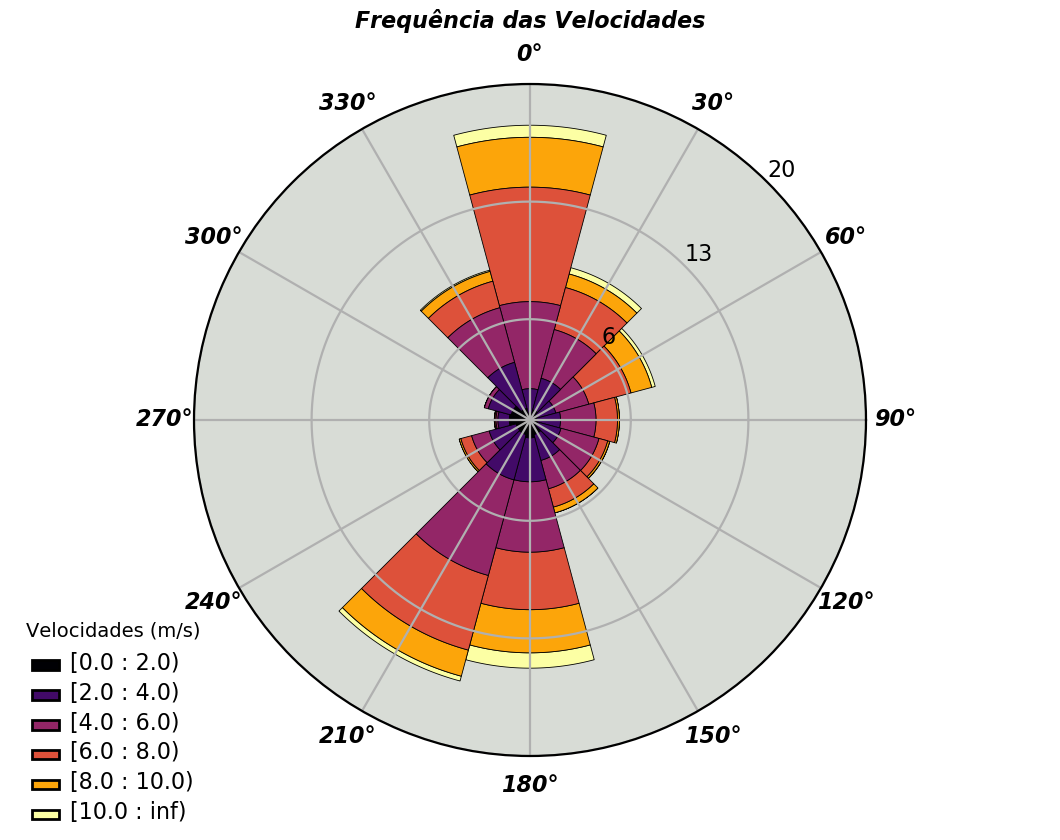 Frequência das Velocidades
0°
330°
30°
20
300°
60°
13
6
270°
90°
240°
120°
210°
150°
180°
Velocidades (m/s)
[0.0 : 2.0)
[2.0 : 4.0)
[4.0 : 6.0)
[6.0 : 8.0)
[8.0 : 10.0)
[10.0 : inf)